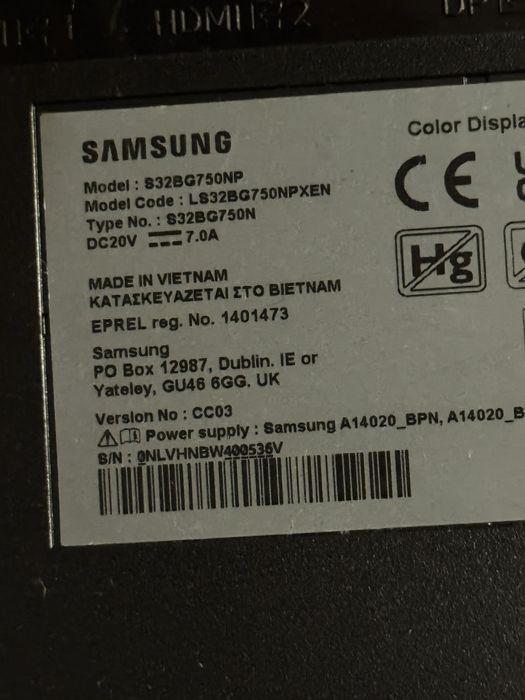 HDMI
SAMSUNG
Color Displa
Model : S32BG750NP
Model Code : LS32BG750NPXEN
Type No. : S32BG750N
DC20V 7.0A
CE
Hg
MADE IN VIETNAM
ΚΑΤΑΣΚΕΥΑΖΕΤΑΙ ΣΤΟ ΒΙΕΤΝΑΜ
EPREL reg. No. 1401473
Samsung
PO Box 12987, Dublin. IE or
Yateley, GU46 6GG. UK
Version No : CC03
Power supply : Samsung A14020_BPN, A14020_B
S/N : 0NLVHNBW400536V